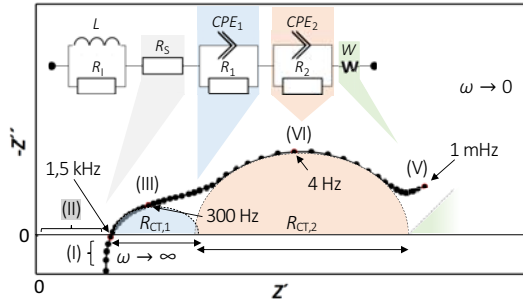 L
R_I
R_S
CPE_1
R_1
CPE_2
R_2
W
ω → 0
-Z´´
(VI)
(V)
1 mHz
1,5 kHz
(III)
4 Hz
(II)
300 Hz
R_CT,1
R_CT,2
0
(I)
ω → ∞
0
Z´